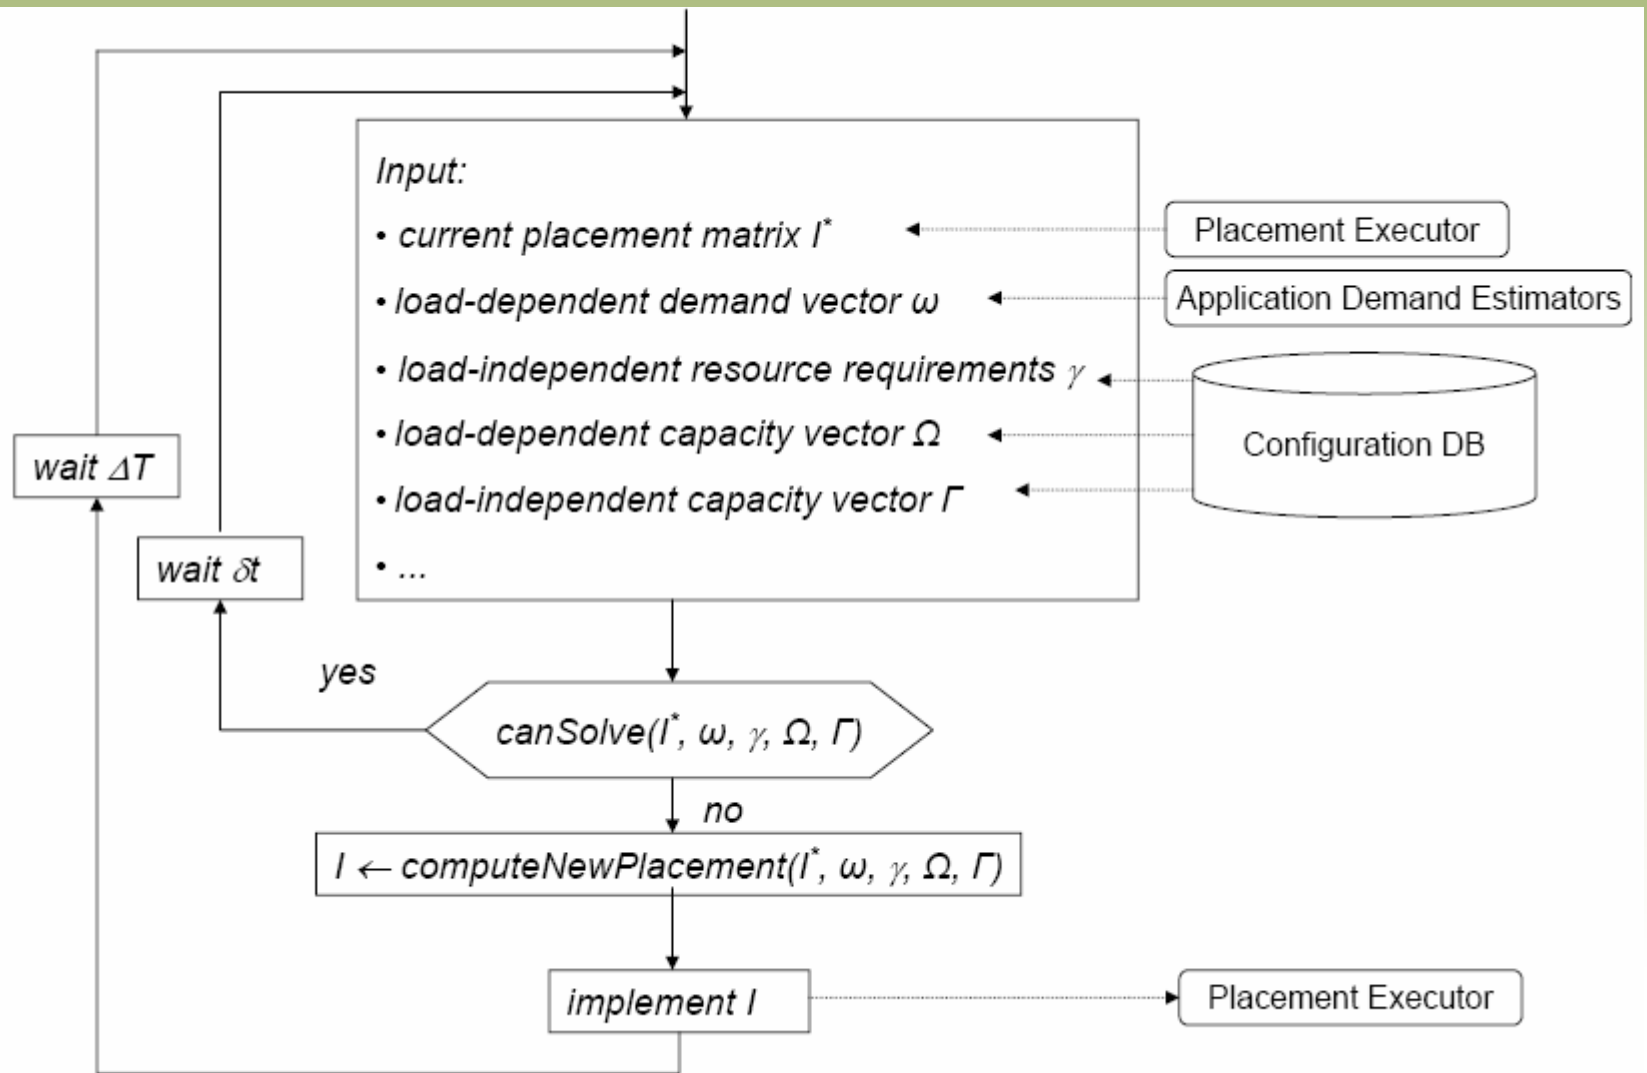 Input:
• current placement matrix I*
Placement Executor
• load-dependent demand vector ω
Application Demand Estimators
• load-independent resource requirements γ
• load-dependent capacity vector Ω
Configuration DB
• load-independent capacity vector Γ
• ...
wait ΔT
wait δt
yes
canSolve(I*, ω, γ, Ω, Γ)
no
I ← computeNewPlacement(I*, ω, γ, Ω, Γ)
implement I
Placement Executor